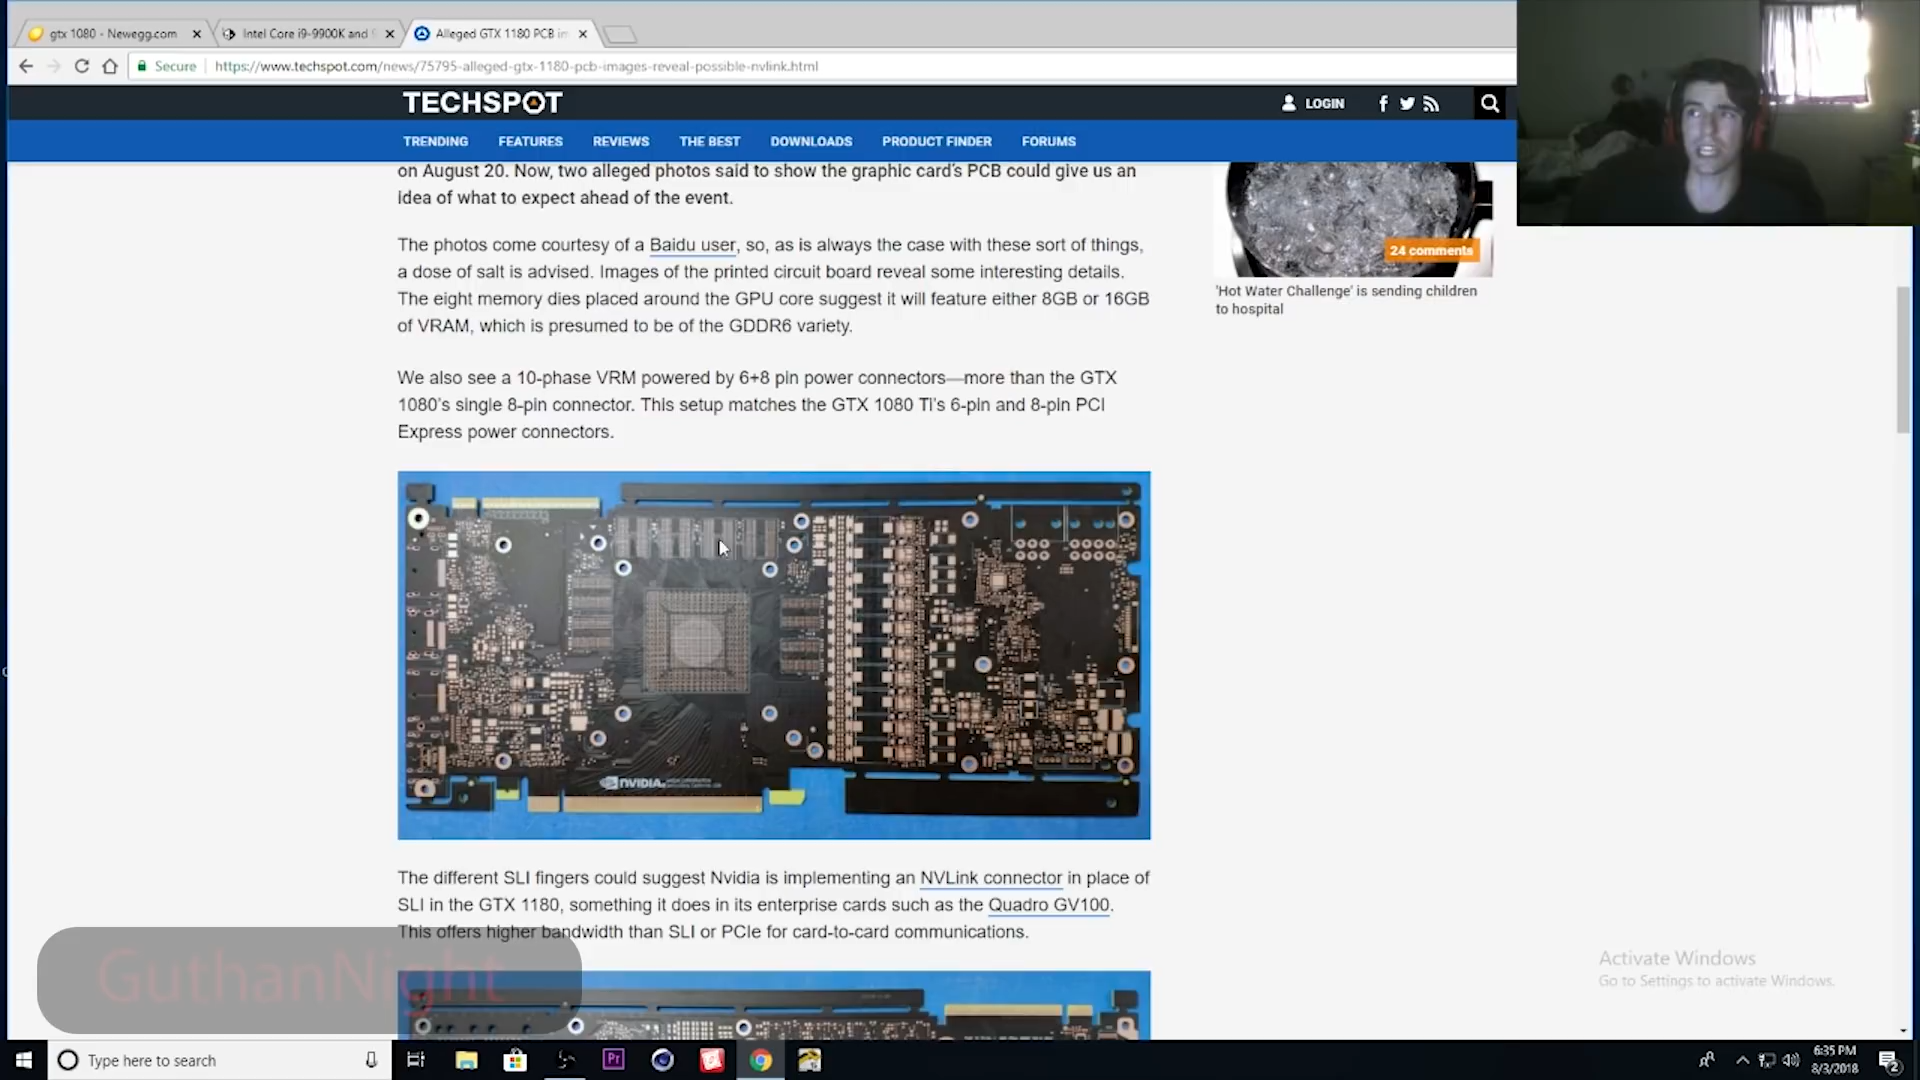 gtx 1080 - Newegg.com
Intel Core i9-9900K and
Alleged GTX 1180 PCB im
Secure https://www.techspot.com/news/75795-alleged-gtx-1180-pcb-images-reveal-possible-nvlink.html
TECHSPOT
LOGIN
TRENDING FEATURES REVIEWS THE BEST DOWNLOADS PRODUCT FINDER FORUMS
on August 20. Now, two alleged photos said to show the graphic card's PCB could give us an
idea of what to expect ahead of the event.
The photos come courtesy of a Baidu user, so, as is always the case with these sort of things,
a dose of salt is advised. Images of the printed circuit board reveal some interesting details.
The eight memory dies placed around the GPU core suggest it will feature either 8GB or 16GB
of VRAM, which is presumed to be of the GDDR6 variety.
24 comments
'Hot Water Challenge' is sending children
to hospital
We also see a 10-phase VRM powered by 6+8 pin power connectors—more than the GTX
1080's single 8-pin connector. This setup matches the GTX 1080 Ti's 6-pin and 8-pin PCI
Express power connectors.
NVIDIA
The different SLI fingers could suggest Nvidia is implementing an NVLink connector in place of
SLI in the GTX 1180, something it does in its enterprise cards such as the Quadro GV100.
This offers higher bandwidth than SLI or PCIe for card-to-card communications.
GuthanNight
Activate Windows
Go to Settings to activate Windows.
Type here to search
Pr
6:35 PM
8/3/2018
2